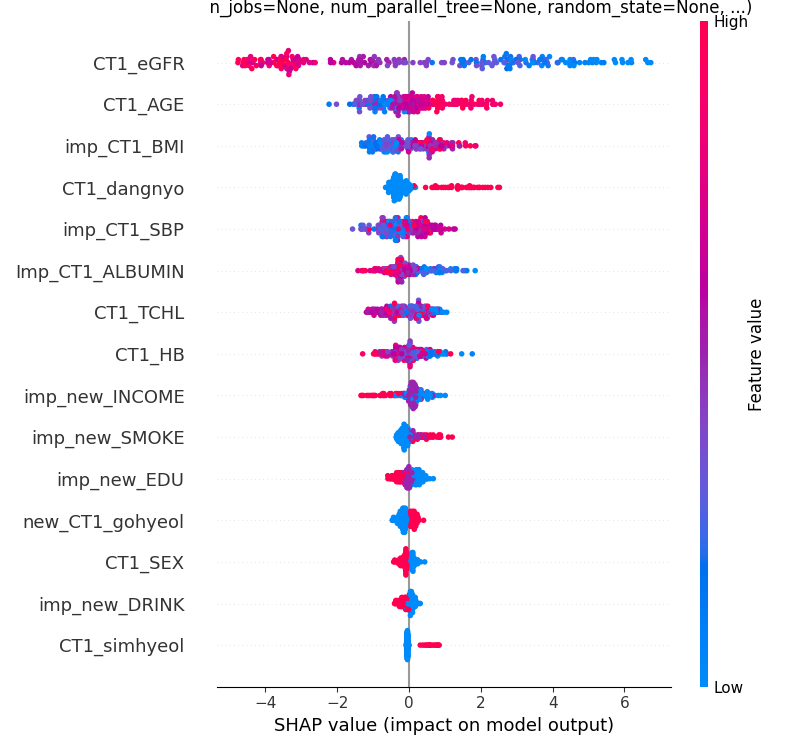 n_jobs=None, num_parallel_tree=None, random_state=None, ...)
High
CT1_eGFR
CT1_AGE
imp_CT1_BMI
CT1_dangnyo
imp_CT1_SBP
Imp_CT1_ALBUMIN
CT1_TCHL
CT1_HB
imp_new_INCOME
imp_new_SMOKE
imp_new_EDU
new_CT1_gohyeol
CT1_SEX
imp_new_DRINK
CT1_simhyeol
Feature value
Low
−4 −2 0 2 4 6
SHAP value (impact on model output)